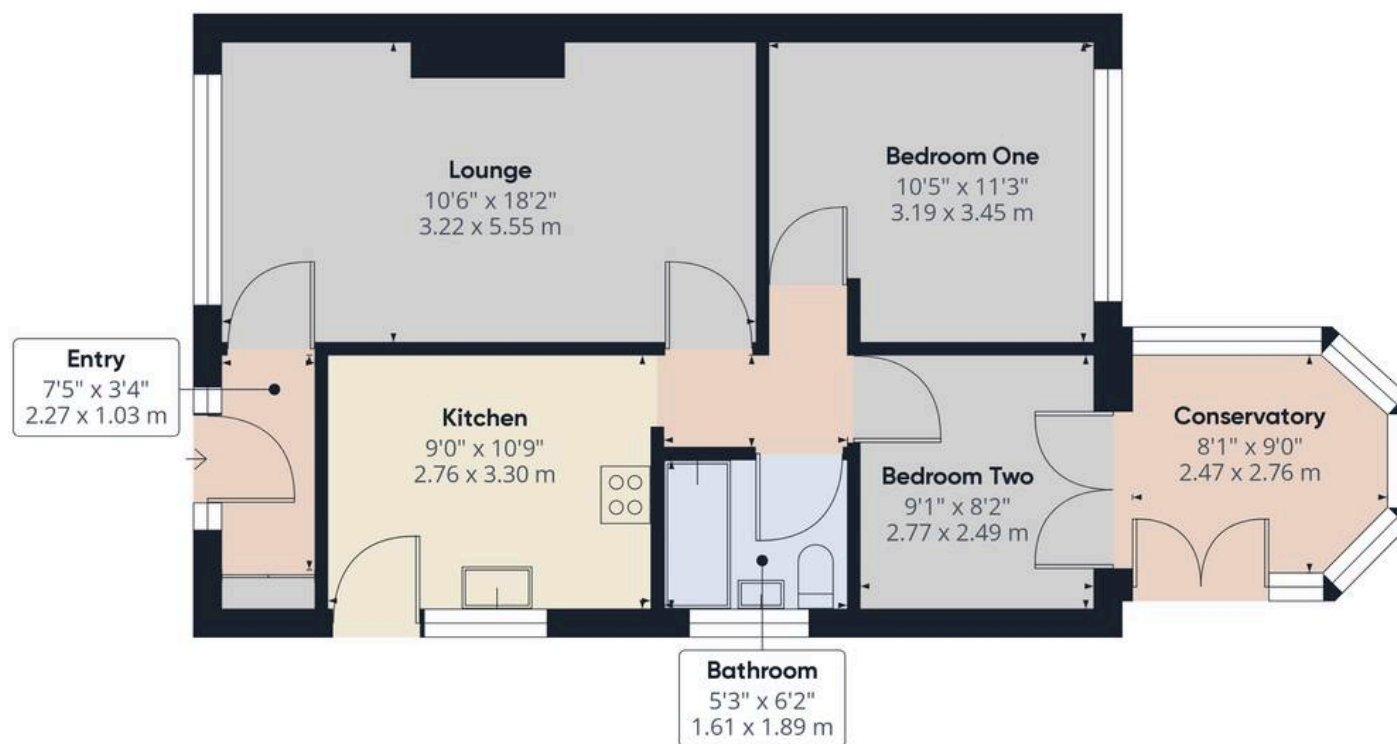 Lounge
10'6" x 18'2"
3.22 x 5.55 m
Bedroom One
10'5" x 11'3"
3.19 x 3.45 m
Entry
7'5" x 3'4"
2.27 x 1.03 m
Kitchen
9'0" x 10'9"
2.76 x 3.30 m
Bedroom Two
9'1" x 8'2"
2.77 x 2.49 m
Conservatory
8'1" x 9'0"
2.47 x 2.76 m
Bathroom
5'3" x 6'2"
1.61 x 1.89 m